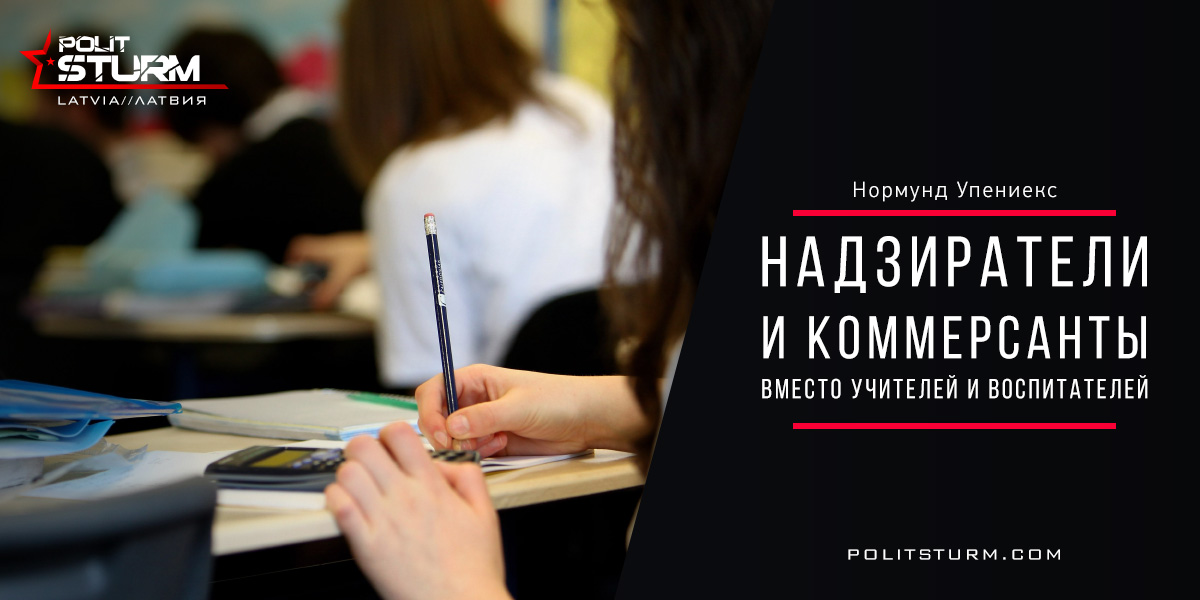 POLIT
STURM
LATVIA//ЛАТВИЯ
Нормунд Упениекс
НАДЗИРАТЕЛИ
И КОММЕРСАНТЫ
ВМЕСТО УЧИТЕЛЕЙ И ВОСПИТАТЕЛЕЙ
POLITSTURM.COM